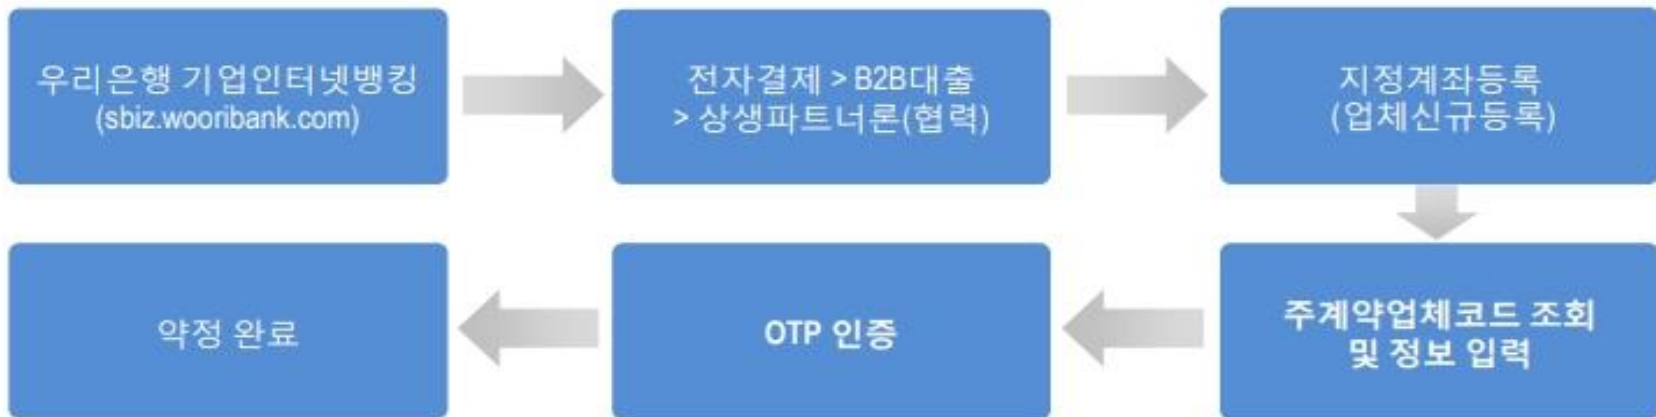 우리은행 기업인터넷뱅킹
(sbiz.wooribank.com)
전자결제 > B2B대출
> 상생파트너론(협력)
지정계좌등록
(업체신규등록)
주계약업체코드 조회
및 정보 입력
OTP 인증
약정 완료